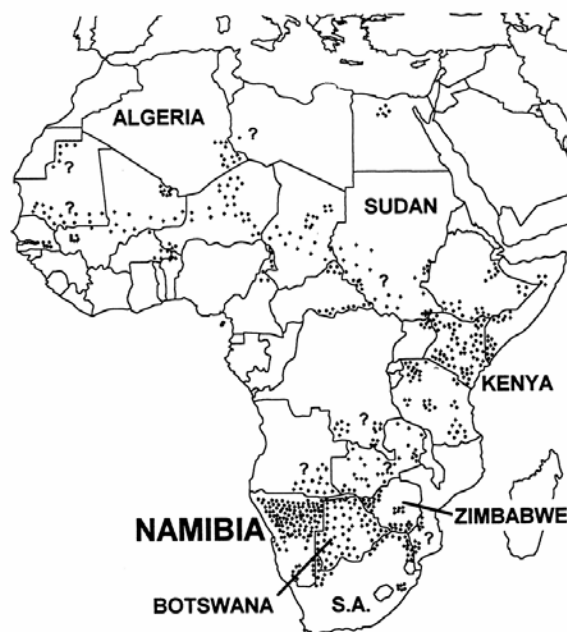 ALGERIA
?
?
?
SUDAN
?
KENYA
?
?
?
ZIMBABWE
NAMIBIA
?
BOTSWANA
S.A.